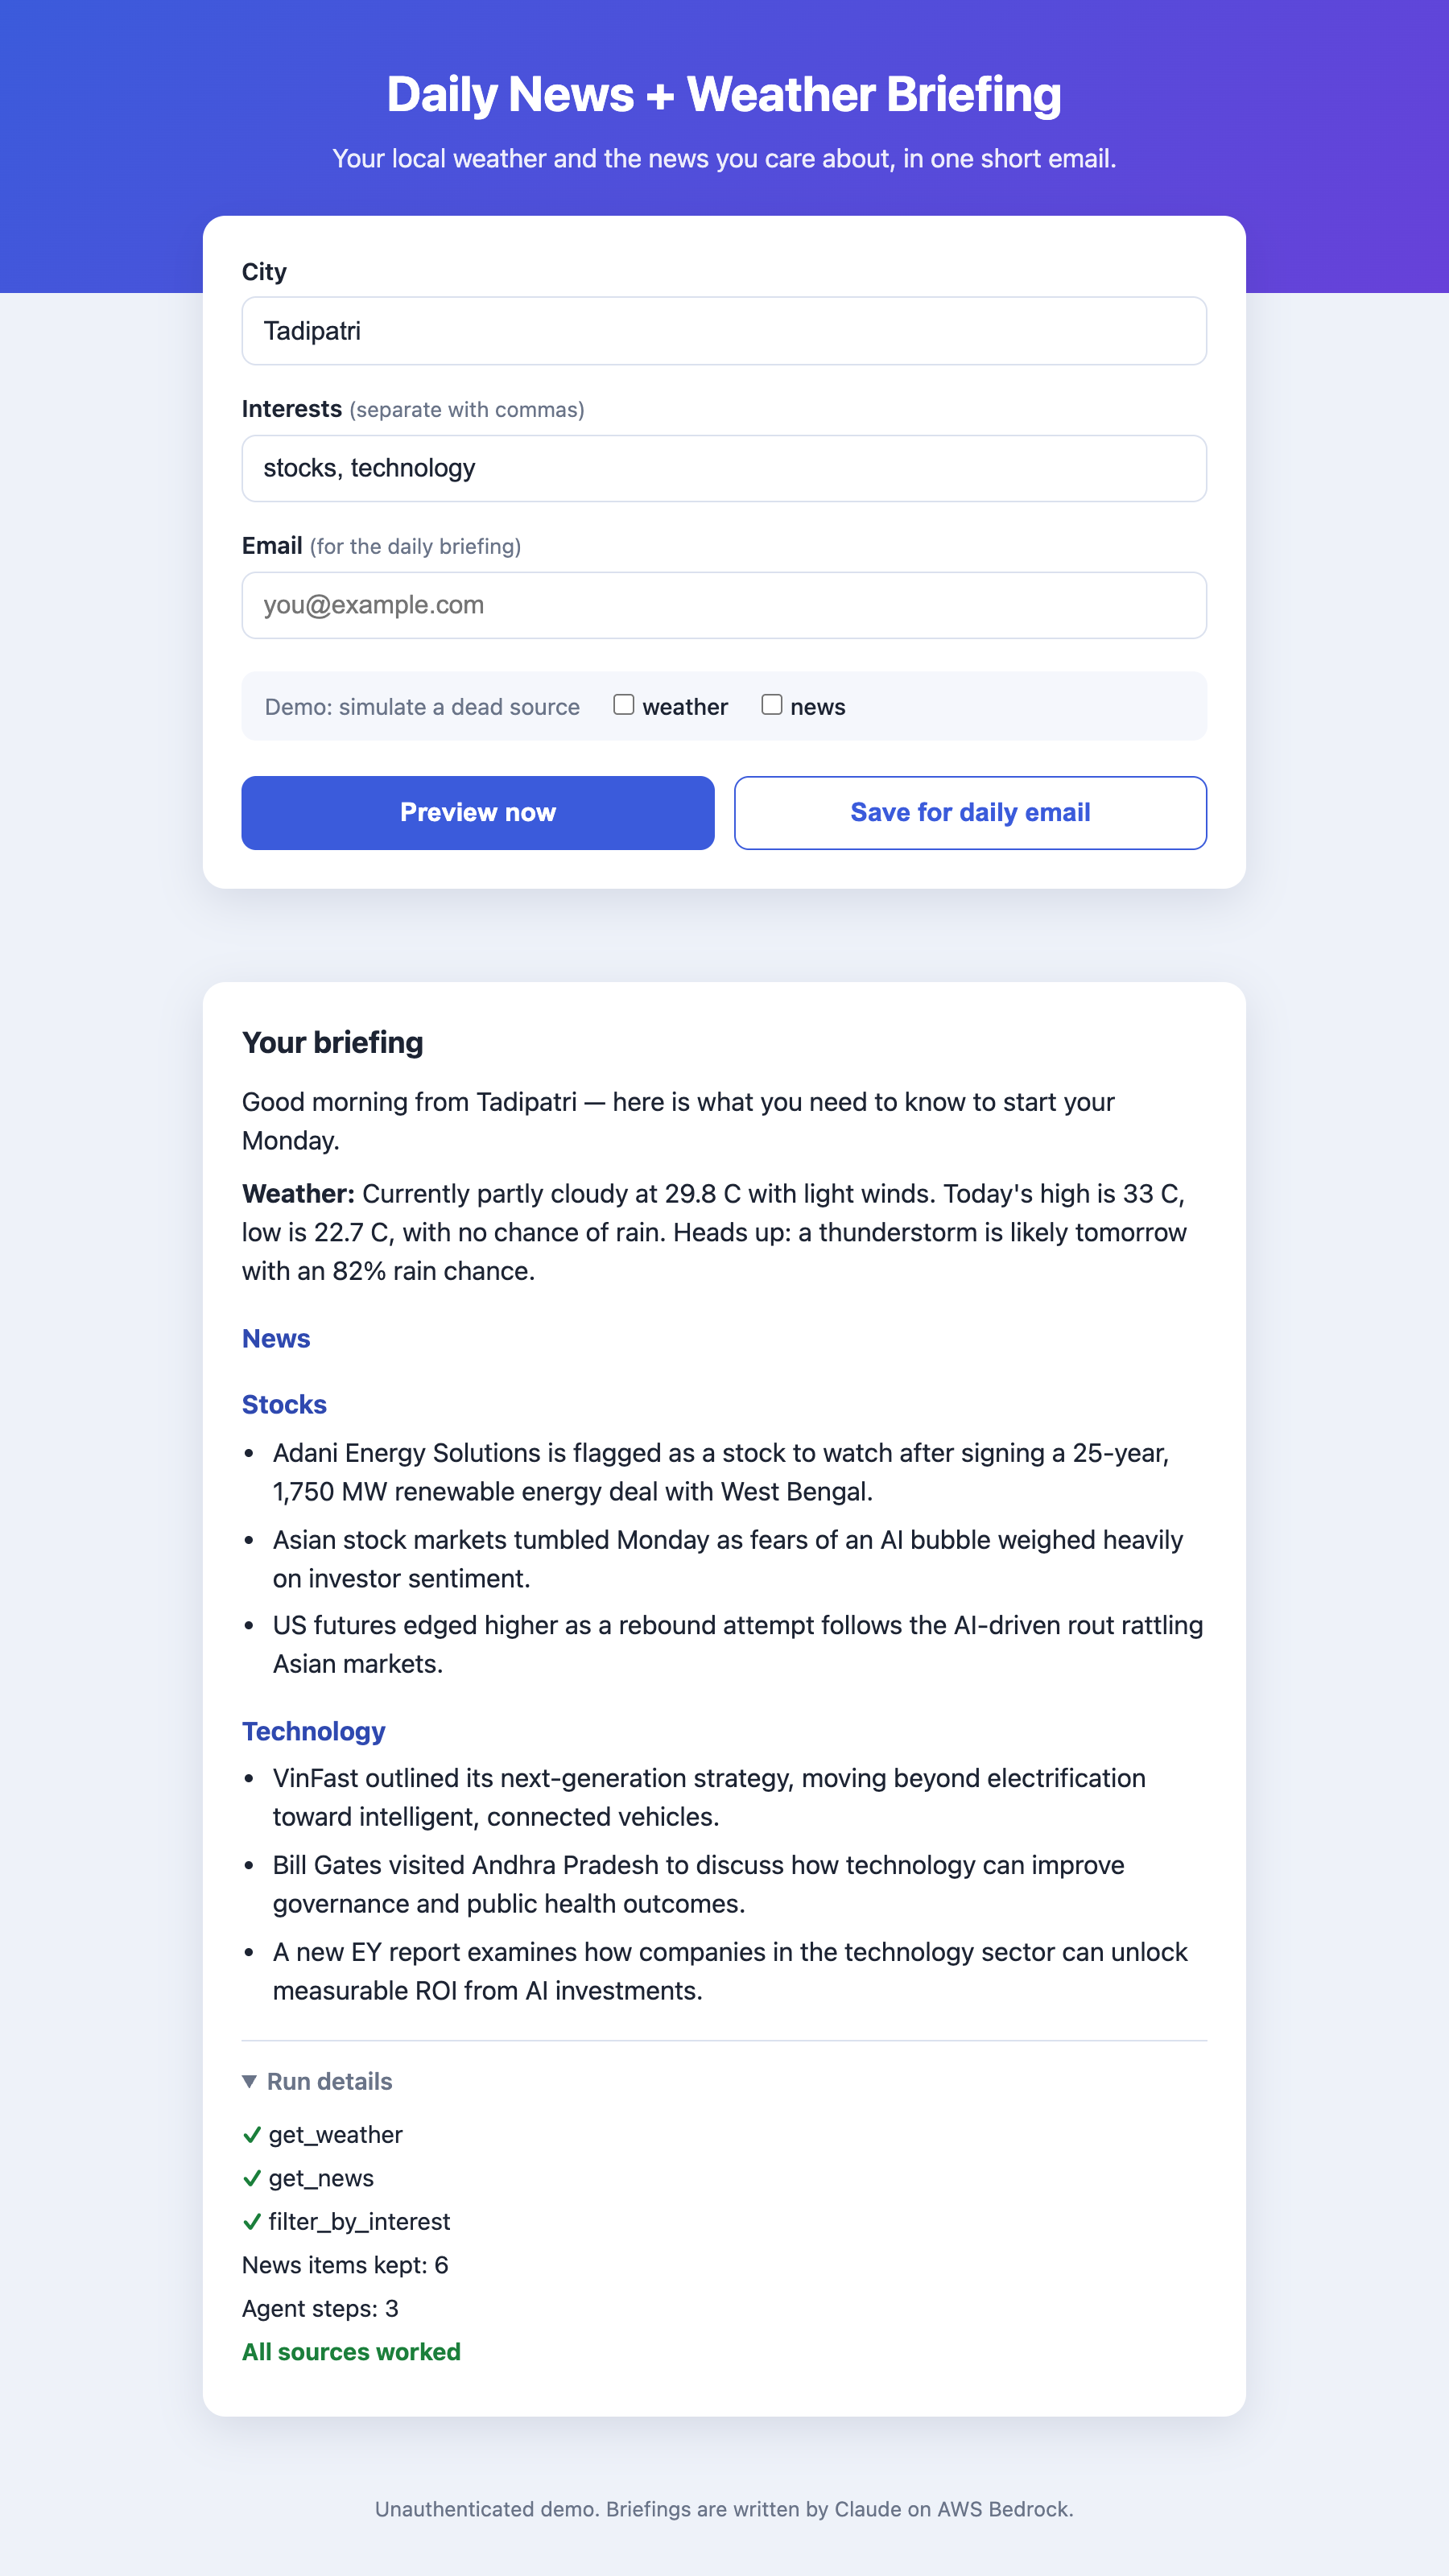 Daily News + Weather Briefing
Your local weather and the news you care about, in one short email.
City
Tadipatri
Interests (separate with commas)
stocks, technology
Email (for the daily briefing)
you@example.com
Demo: simulate a dead source weather news
Preview now Save for daily email
Your briefing
Good morning from Tadipatri — here is what you need to know to start your
Monday.
Weather: Currently partly cloudy at 29.8 C with light winds. Today's high is 33 C,
low is 22.7 C, with no chance of rain. Heads up: a thunderstorm is likely tomorrow
with an 82% rain chance.
News
Stocks
• Adani Energy Solutions is flagged as a stock to watch after signing a 25-year,
1,750 MW renewable energy deal with West Bengal.
• Asian stock markets tumbled Monday as fears of an AI bubble weighed heavily
on investor sentiment.
• US futures edged higher as a rebound attempt follows the AI-driven rout rattling
Asian markets.
Technology
• VinFast outlined its next-generation strategy, moving beyond electrification
toward intelligent, connected vehicles.
• Bill Gates visited Andhra Pradesh to discuss how technology can improve
governance and public health outcomes.
• A new EY report examines how companies in the technology sector can unlock
measurable ROI from AI investments.
▼ Run details
✓ get_weather
✓ get_news
✓ filter_by_interest
News items kept: 6
Agent steps: 3
All sources worked
Unauthenticated demo. Briefings are written by Claude on AWS Bedrock.